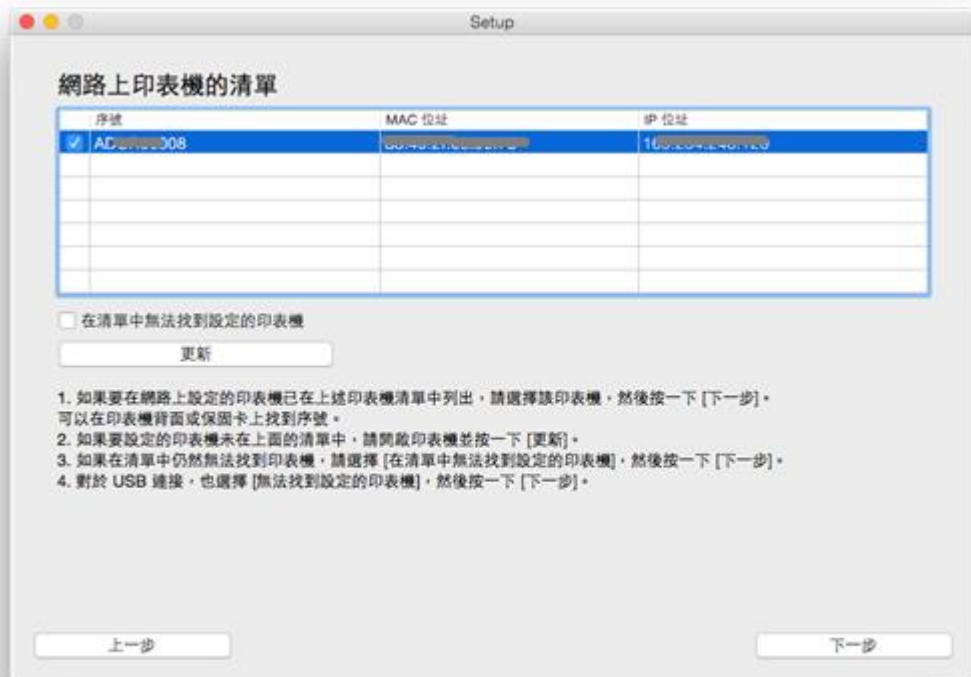 Setup
網路上印表機的清單
序號 MAC 位址 IP 位址
1. 如果要在網路上設定的印表機已在上述印表機清單中列出，請選擇該印表機，然後按一下 [下一步]。
可以在印表機背面或保固卡上找到序號。
2. 如果要設定的印表機未在上面的清單中，請開啟印表機並按一下 [更新]。
3. 如果在清單中仍然無法找到印表機，請選擇 [在清單中無法找到設定的印表機]，然後按一下 [下一步]。
4. 對於 USB 連接，也選擇 [無法找到設定的印表機]，然後按一下 [下一步]。
在清單中無法找到設定的印表機
更新
上一步 下一步